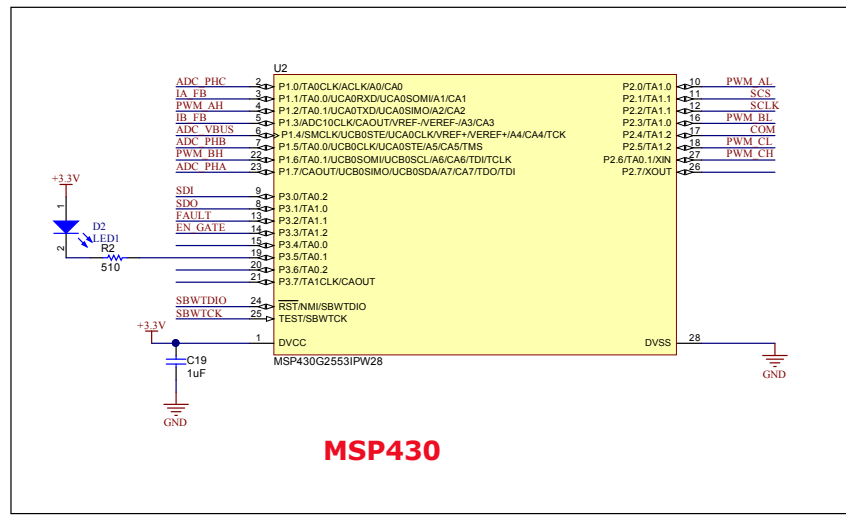 U2
ADC_PHC 2 P1.0/TA0CLK/ACLK/A0/CA0 P2.0/TA1.0 10 PWM_AL
IA_FB 3 P1.1/TA0.0/UCA0RXD/UCA0SOMI/A1/CA1 P2.1/TA1.1 11 SCS
PWM_AH 4 P1.2/TA0.1/UCA0TXD/UCA0SIMO/A2/CA2 P2.2/TA1.1 12 SCLK
IB_FB 5 P1.3/ADC10CLK/CAOUT/VREF-/VEREF-/A3/CA3 P2.3/TA1.0 16 PWM_BL
ADC_VBUS 6 P1.4/SMCLK/UCB0STE/UCA0CLK/VREF+/VEREF+/A4/CA4/TCK P2.4/TA1.2 17 COM
ADC_PHB 7 P1.5/TA0.0/UCB0CLK/UCA0STE/A5/CA5/TMS P2.5/TA1.2 18 PWM_CL
PWM_BH 22 P1.6/TA0.1/UCB0SOMI/UCB0SCL/A6/CA6/TDI/TCLK P2.6/TA0.1/XIN 27 PWM_CH
ADC_PHA 23 P1.7/CAOUT/UCB0SIMO/UCB0SDA/A7/CA7/TDO/TDI P2.7/XOUT 26
+3.3V
SDI 9 P3.0/TA0.2
1 SDO 8 P3.1/TA1.0
FAULT 13 P3.2/TA1.1
D2 EN_GATE 14 P3.3/TA1.2
LED1
2 R2 15 P3.4/TA0.0
510 19 P3.5/TA0.1
20 P3.6/TA0.2
21 P3.7/TA1CLK/CAOUT
SBWTDIO 24 RST/NMI/SBWTDIO
SBWTCK 25 TEST/SBWTCK
+3.3V
1 DVCC DVSS 28
C19 MSP430G2553IPW28
1uF
GND
GND
MSP430